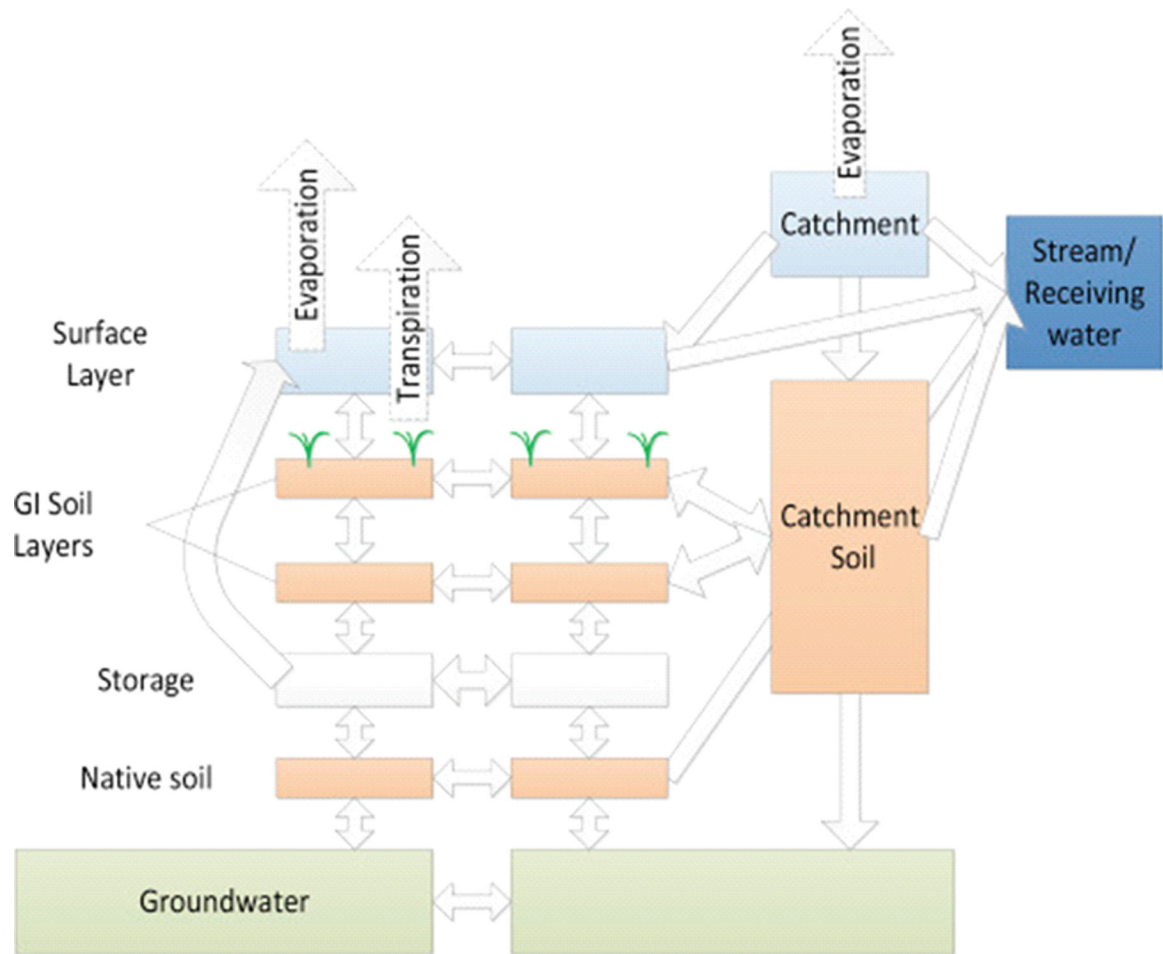 Evaporation
Evaporation
Transpiration
Catchment
Stream/
Receiving
water
Surface
Layer
GI Soil
Layers
Catchment
Soil
Storage
Native soil
Groundwater